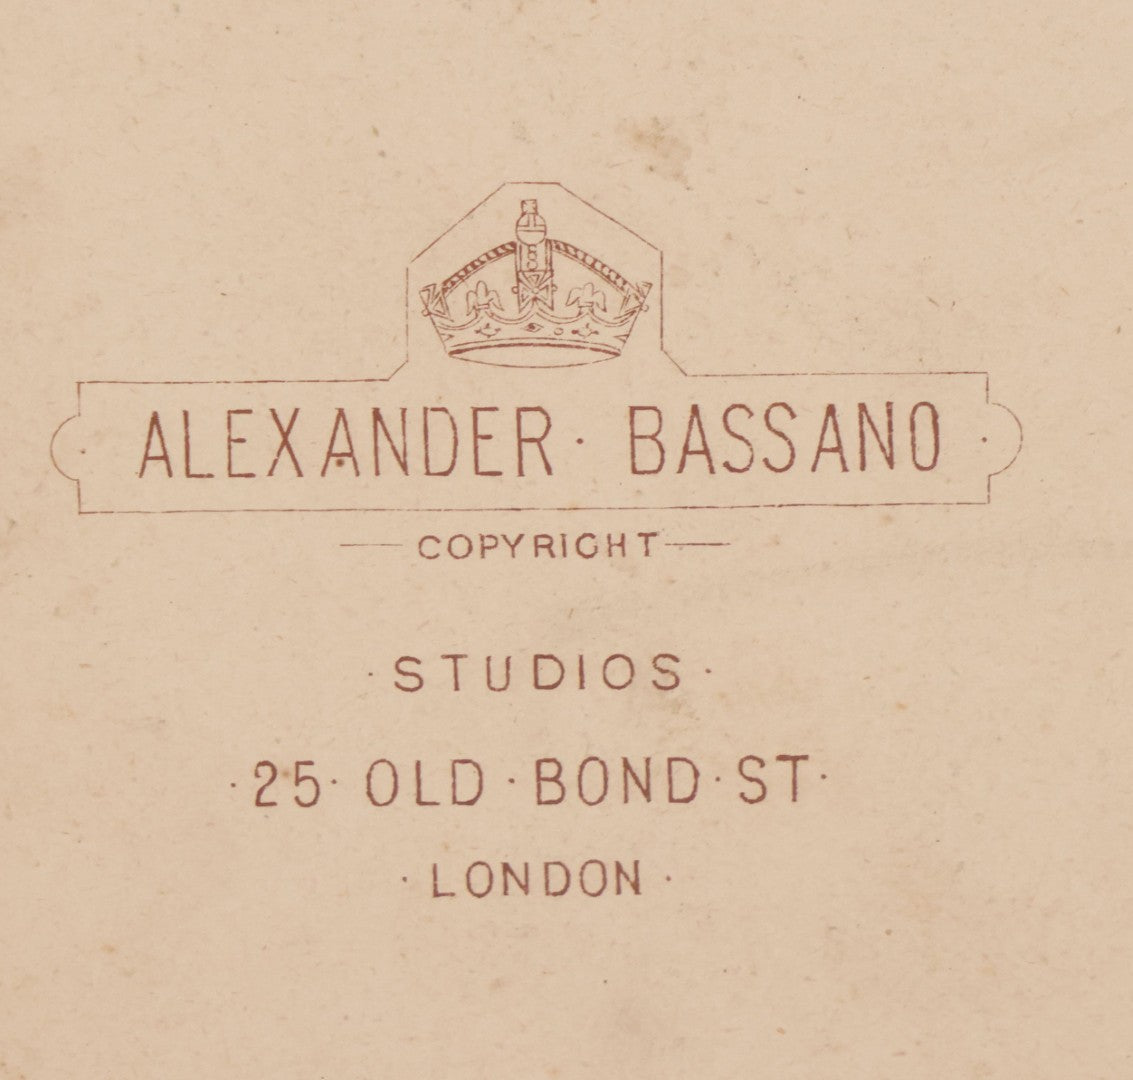 ALEXANDER · BASSANO
COPYRIGHT
· STUDIOS ·
· 25 · OLD · BOND · ST ·
· LONDON ·